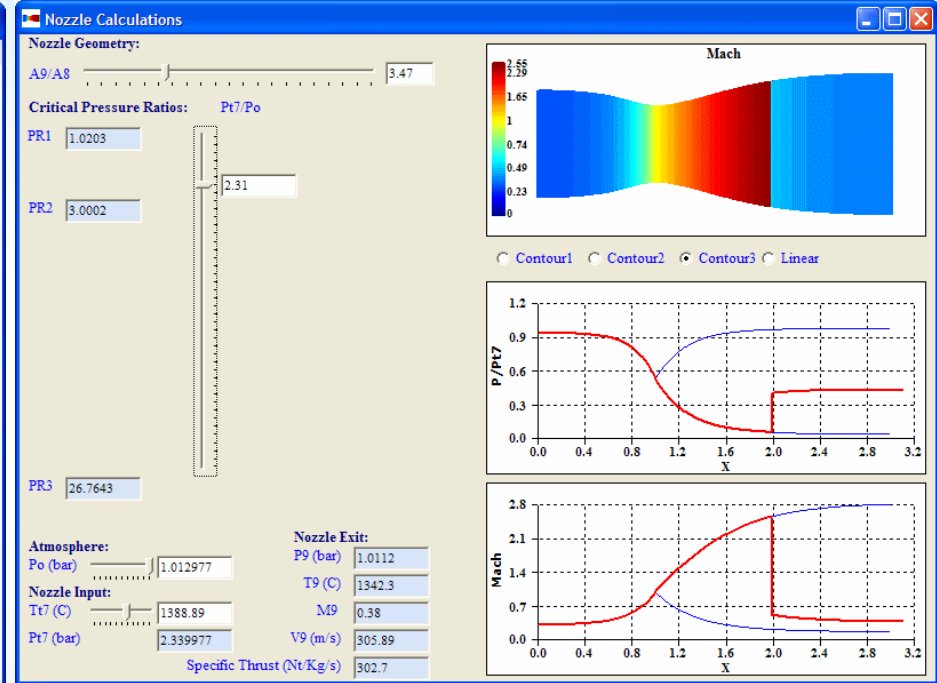 Nozzle Calculations
Nozzle Geometry:
A9/A8
3.47
Critical Pressure Ratios: Pt7/Po
PR1 1.0203
2.31
PR2 3.0002
PR3 26.7643
Atmosphere:
Po (bar) 1.012977
Nozzle Input:
Tt7 (C) 1388.89
Pt7 (bar) 2.339977
Nozzle Exit:
P9 (bar) 1.0112
T9 (C) 1342.3
M9 0.38
V9 (m/s) 305.89
Specific Thrust (Nt/Kg/s) 302.7
Mach
2.55
2.29
1.65
1
0.74
0.49
0.23
0
Contour1 Contour2 Contour3 Linear
1.2
0.9
0.6
0.3
0.0
P/Pt7
0.0 0.4 0.8 1.2 1.6 2.0 2.4 2.8 3.2
X
2.8
2.1
1.4
0.7
0.0
Mach
0.0 0.4 0.8 1.2 1.6 2.0 2.4 2.8 3.2
X